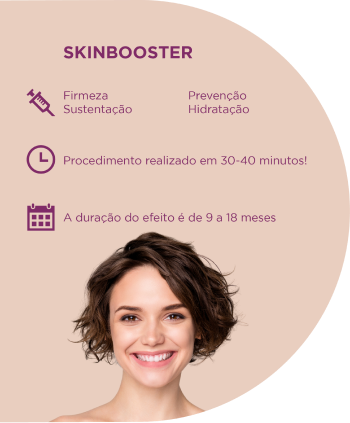 SKINBOOSTER
Firmeza
Sustentação
Prevenção
Hidratação
Procedimento realizado em 30-40 minutos!
A duração do efeito é de 9 a 18 meses